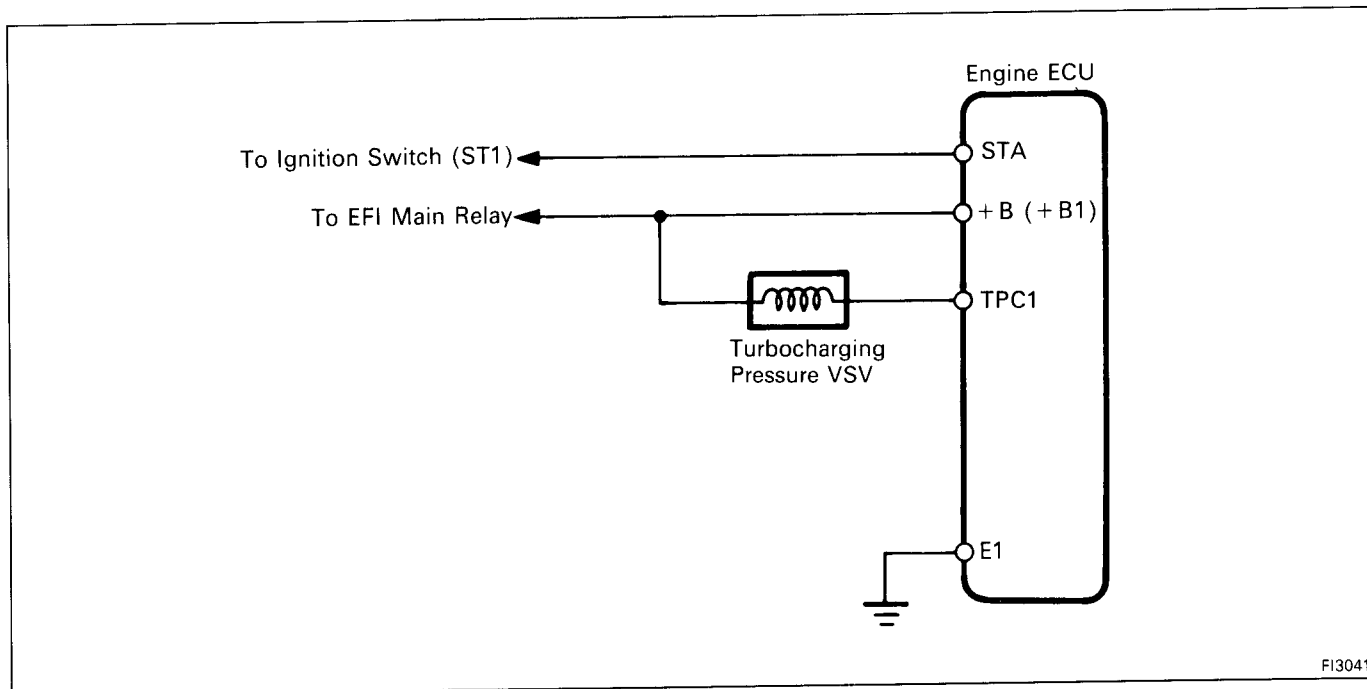 Engine ECU
To Ignition Switch (ST1)
STA
To EFI Main Relay
+B (+B1)
TPC1
Turbocharging
Pressure VSV
E1
FI3041